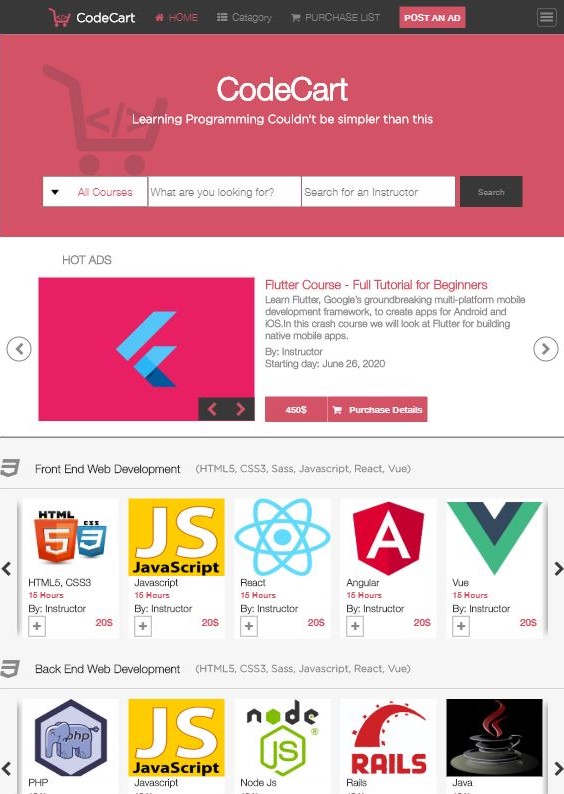 CodeCart HOME Catagory PURCHASE LIST POST AN AD
</>
CodeCart
Learning Programming Couldn't be simpler than this
All Courses What are you looking for? Search for an Instructor Search
HOT ADS
Flutter Course - Full Tutorial for Beginners
Learn Flutter, Google's groundbreaking multi-platform mobile
development framework, to create apps for Android and
iOS.In this crash course we will look at Flutter for building
native mobile apps.
By: Instructor
Starting day: June 26, 2020
450$ Purchase Details
Front End Web Development (HTML5, CSS3, Sass, Javascript, React, Vue)
HTML 5 CSS 3
JS JavaScript
A
HTML5, CSS3 Javascript React Angular Vue
15 Hours 15 Hours 15 Hours 15 Hours 15 Hours
By: Instructor By: Instructor By: Instructor By: Instructor By: Instructor
+ 20$ + 20$ + 20$ + 20$ + 20$
Back End Web Development (HTML5, CSS3, Sass, Javascript, React, Vue)
php
JS JavaScript
node JS ®
RAILS
PHP Javascript Node Js Rails Java